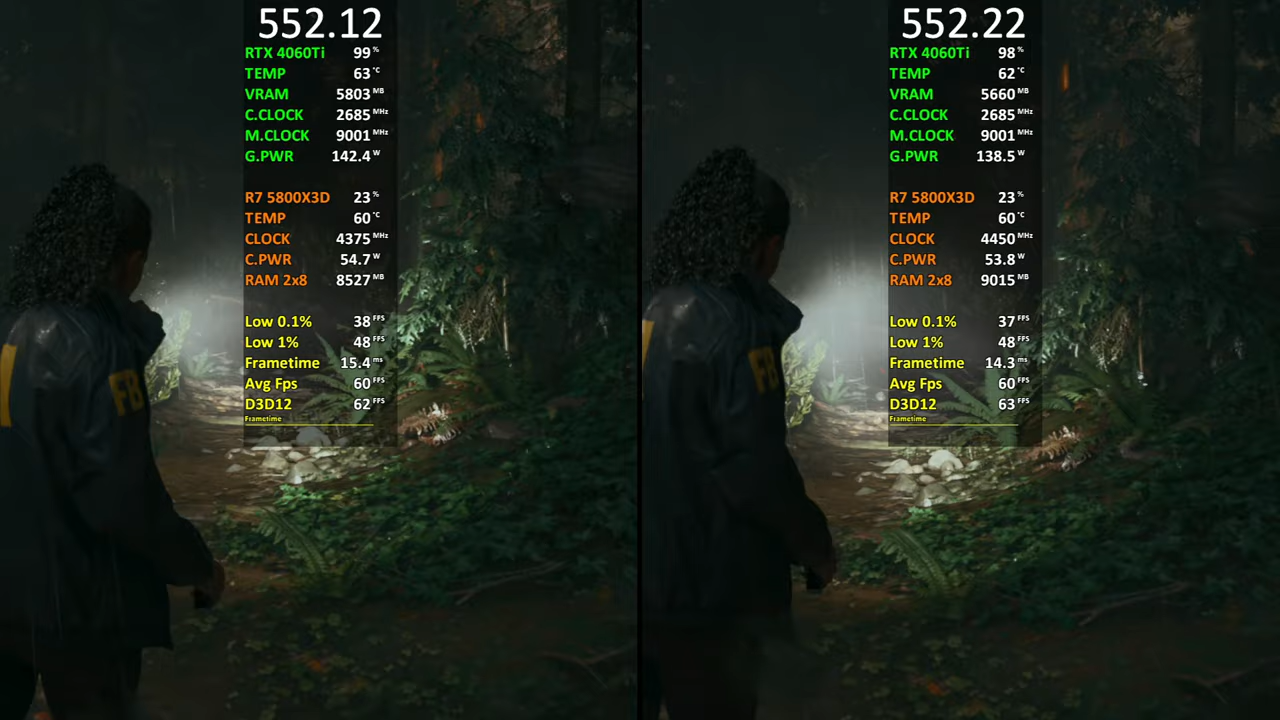 552.12
RTX 4060Ti 99 %
TEMP 63 °C
VRAM 5803 MB
C.CLOCK 2685 MHz
M.CLOCK 9001 MHz
G.PWR 142.4 W
R7 5800X3D 23 %
TEMP 60 °C
CLOCK 4375 MHz
C.PWR 54.7 W
RAM 2x8 8527 MB
Low 0.1% 38 FPS
Low 1% 48 FPS
Frametime 15.4 ms
Avg Fps 60 FPS
D3D12 62 FPS
Frametime
FB
552.22
RTX 4060Ti 98 %
TEMP 62 °C
VRAM 5660 MB
C.CLOCK 2685 MHz
M.CLOCK 9001 MHz
G.PWR 138.5 W
R7 5800X3D 23 %
TEMP 60 °C
CLOCK 4450 MHz
C.PWR 53.8 W
RAM 2x8 9015 MB
Low 0.1% 37 FPS
Low 1% 48 FPS
Frametime 14.3 ms
Avg Fps 60 FPS
D3D12 63 FPS
Frametime
FB